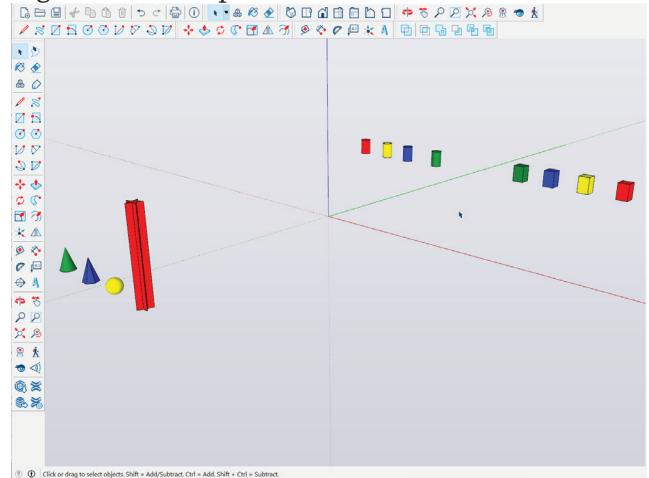 Click or drag to select objects. Shift = Add/Subtract. Ctrl = Add. Shift + Ctrl = Subtract.